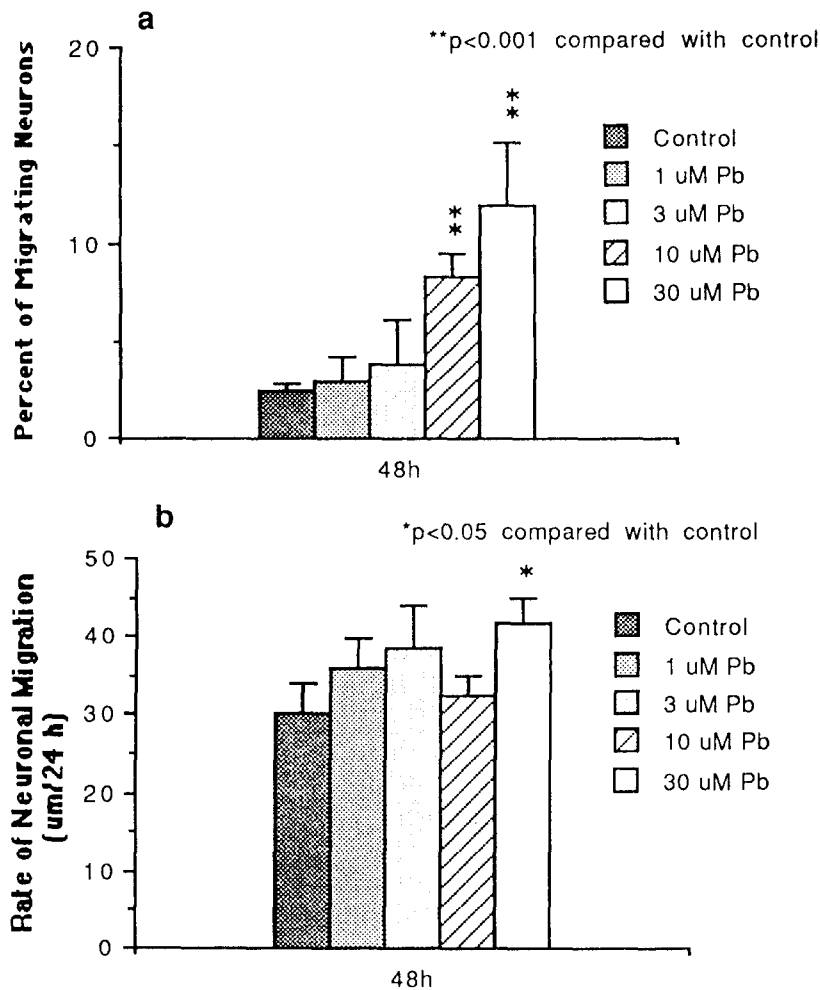 a
**p<0.001 compared with control
Percent of Migrating Neurons
20
10
0
**
**
Control
1 uM Pb
3 uM Pb
10 uM Pb
30 uM Pb
48h
b
*p<0.05 compared with control
Rate of Neuronal Migration
(um/24 h)
50
40
30
20
10
0
*
Control
1 uM Pb
3 uM Pb
10 uM Pb
30 uM Pb
48h